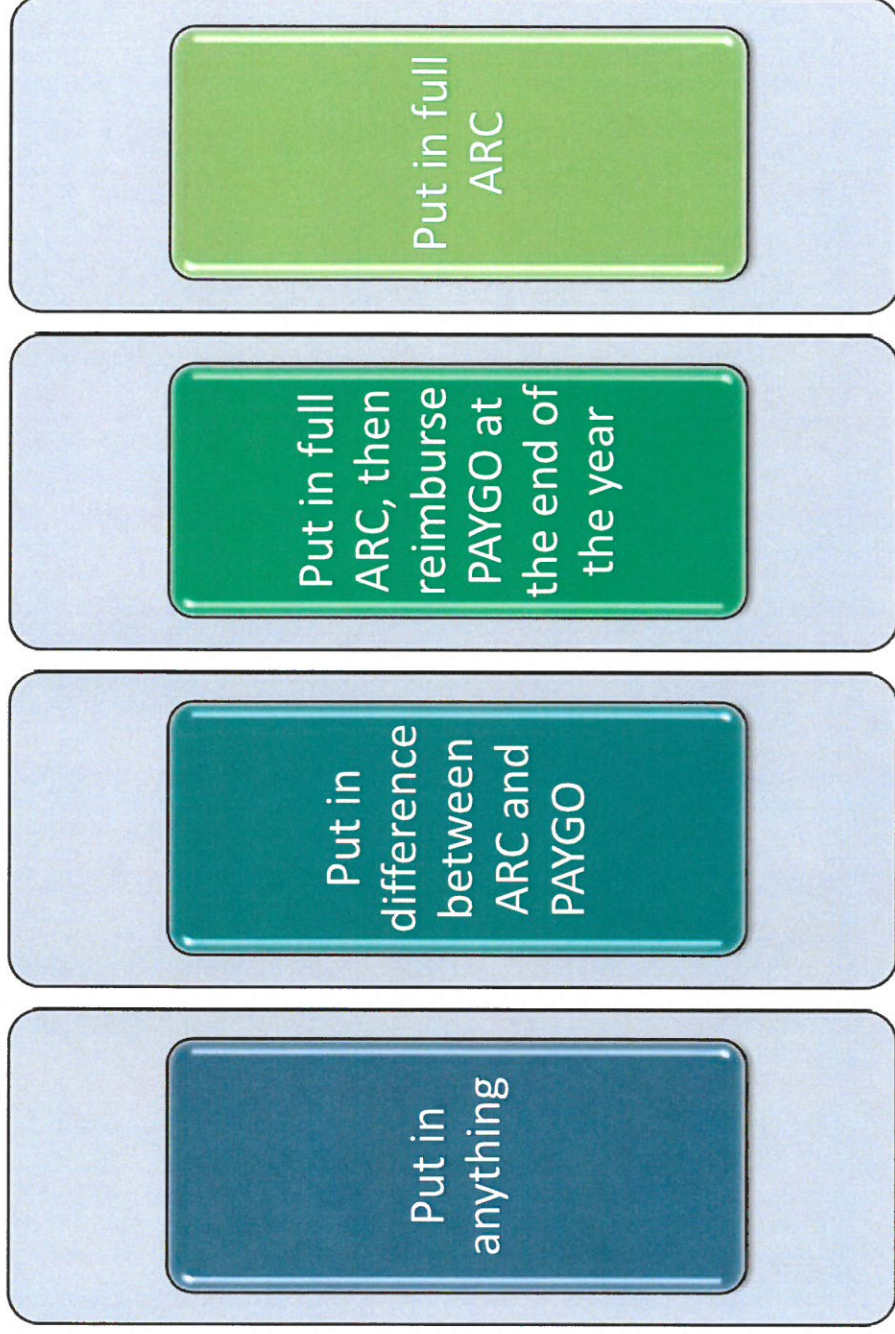 Put in
anything
Put in
difference
between
ARC and
PAYGO
Put in full
ARC, then
reimburse
PAYGO at
the end of
the year
Put in full
ARC